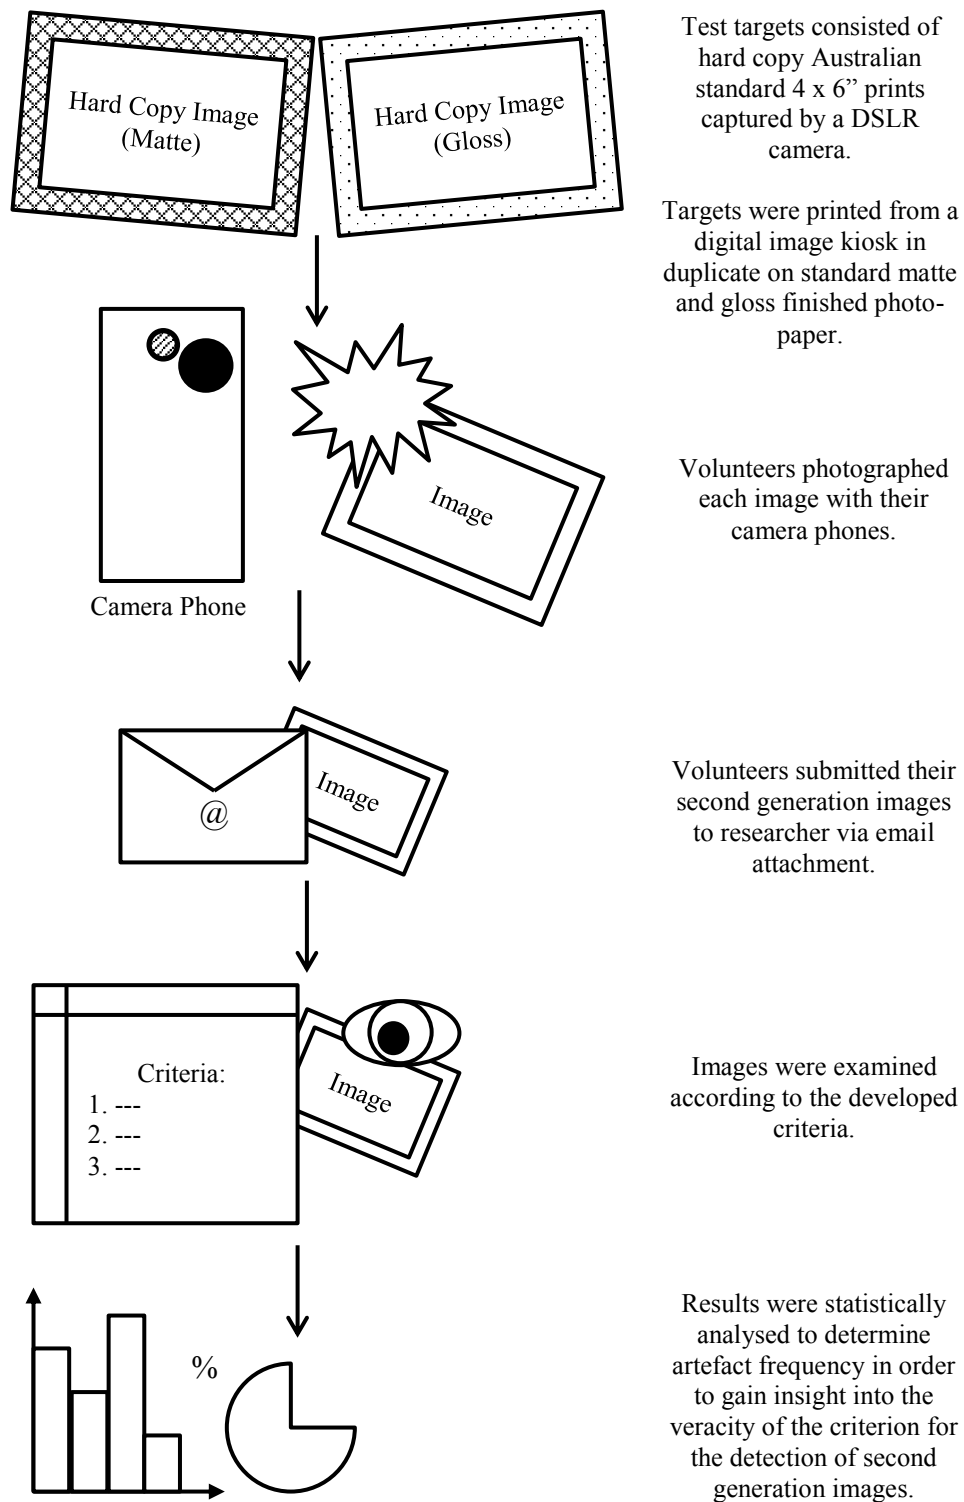 Hard Copy Image
(Matte)
Hard Copy Image
(Gloss)
Test targets consisted of
hard copy Australian
standard 4 x 6” prints
captured by a DSLR
camera.
Targets were printed from a
digital image kiosk in
duplicate on standard matte
and gloss finished photo-
paper.
Image
Camera Phone
Volunteers photographed
each image with their
camera phones.
@
Image
Volunteers submitted their
second generation images
to researcher via email
attachment.
Criteria:
1. ---
2. ---
3. ---
Image
Images were examined
according to the developed
criteria.
%
Results were statistically
analysed to determine
artefact frequency in order
to gain insight into the
veracity of the criterion for
the detection of second
generation images.